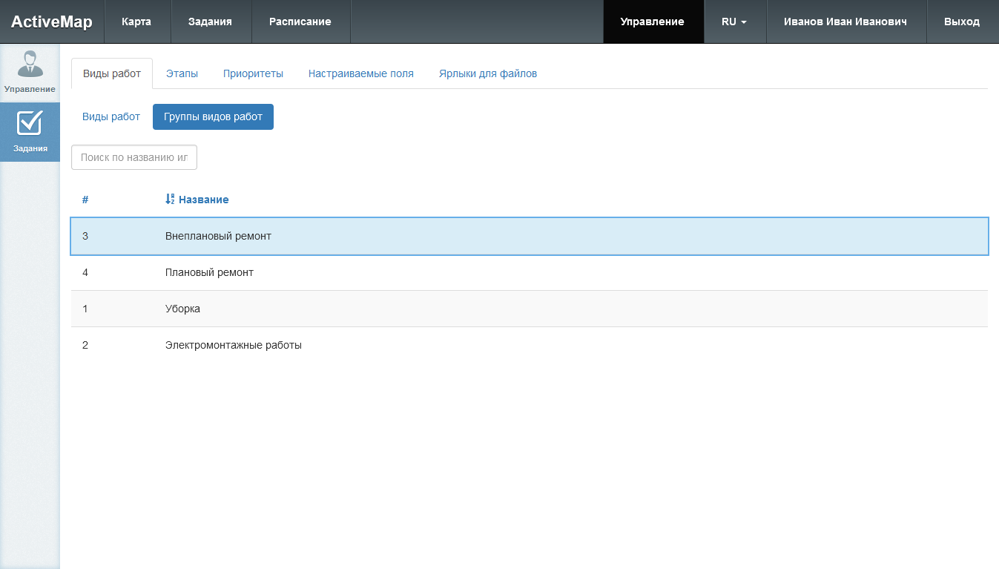 ActiveMap Карта Задания Расписание Управление RU Иванов Иван Иванович Выход
Управление
Задания
Виды работ Этапы Приоритеты Настраиваемые поля Ярлыки для файлов
Виды работ Группы видов работ
Поиск по названию ил
# Название
3 Внеплановый ремонт
4 Плановый ремонт
1 Уборка
2 Электромонтажные работы